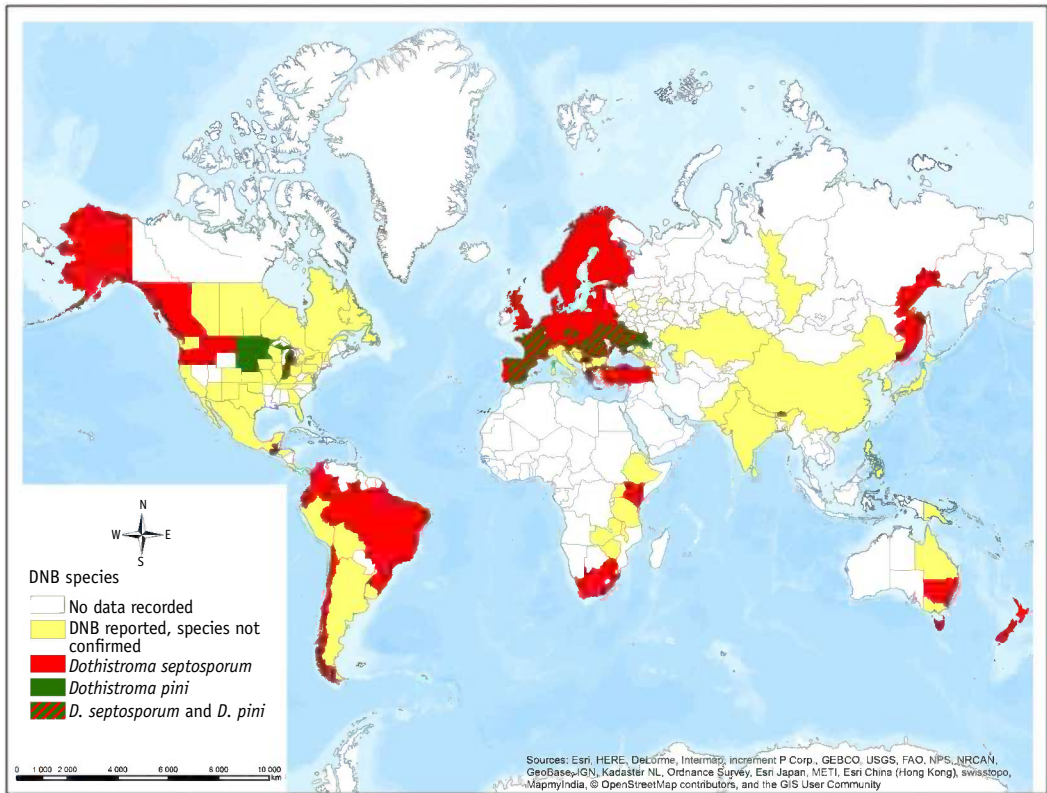 N
W E
S
DNB species
No data recorded
DNB reported, species not
confirmed
Dothistroma septosporum
Dothistroma pini
D. septosporum and D. pini
0 1 000 2 000 4 000 6 000 8 000 10 000
km
Sources: Esri, HERE, DeLorme, Intermap, increment P Corp., GEBCO, USGS, FAO, NPS, NRCAN,
GeoBase, IGN, Kadaster NL, Ordnance Survey, Esri Japan, METI, Esri China (Hong Kong), swisstopo,
MapmyIndia, © OpenStreetMap contributors, and the GIS User Community